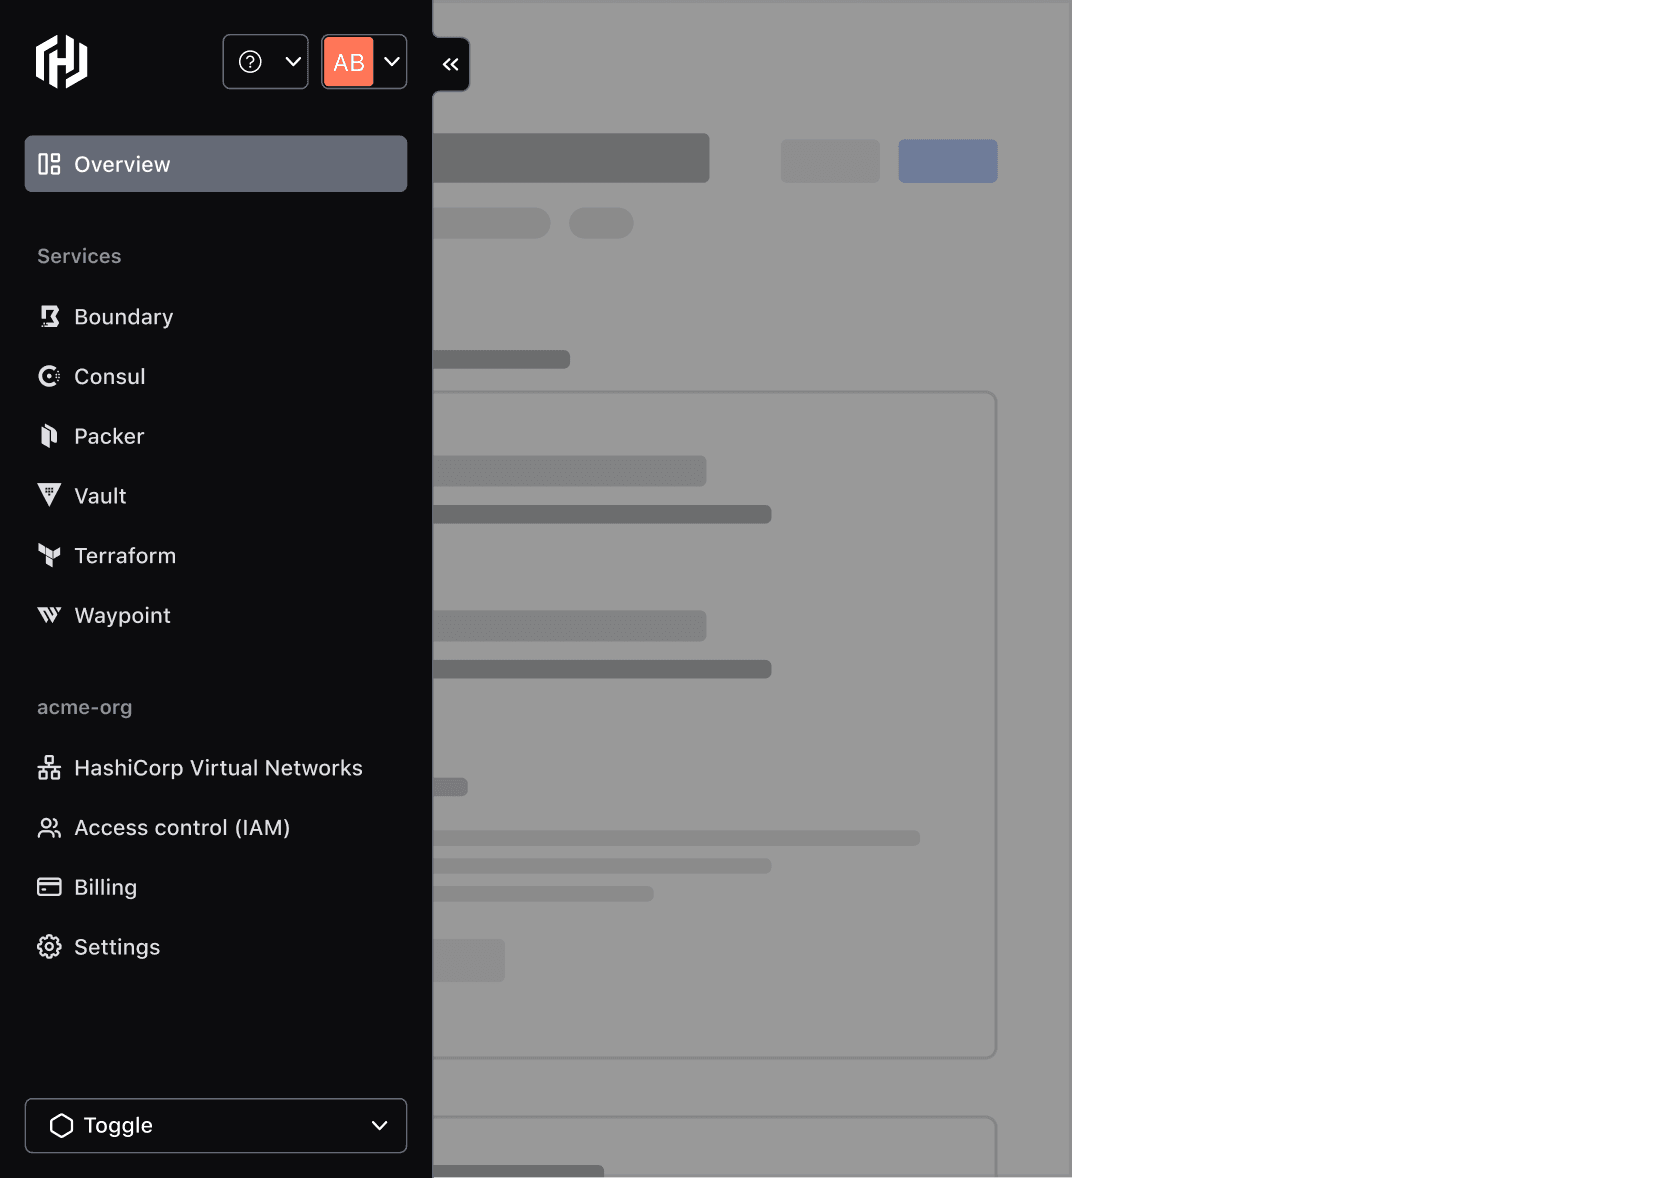 AB
Overview
Services
Boundary
Consul
Packer
Vault
Terraform
Waypoint
acme-org
HashiCorp Virtual Networks
Access control (IAM)
Billing
Settings
Toggle